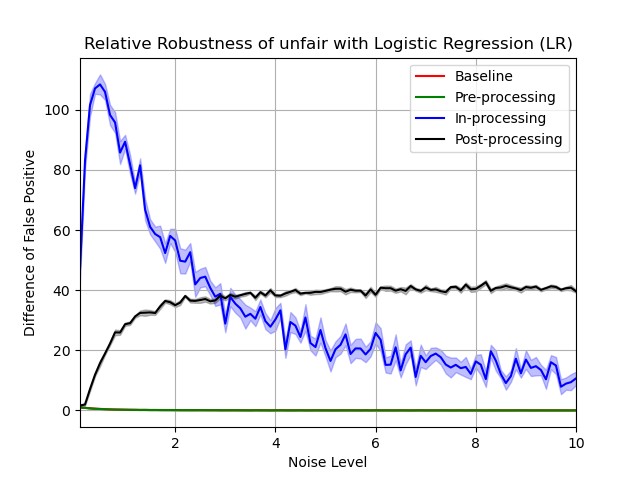 Relative Robustness of unfair with Logistic Regression (LR)
Baseline
Pre-processing
In-processing
Post-processing
Difference of False Positive
100
80
60
40
20
0
2
4
6
8
10
Noise Level